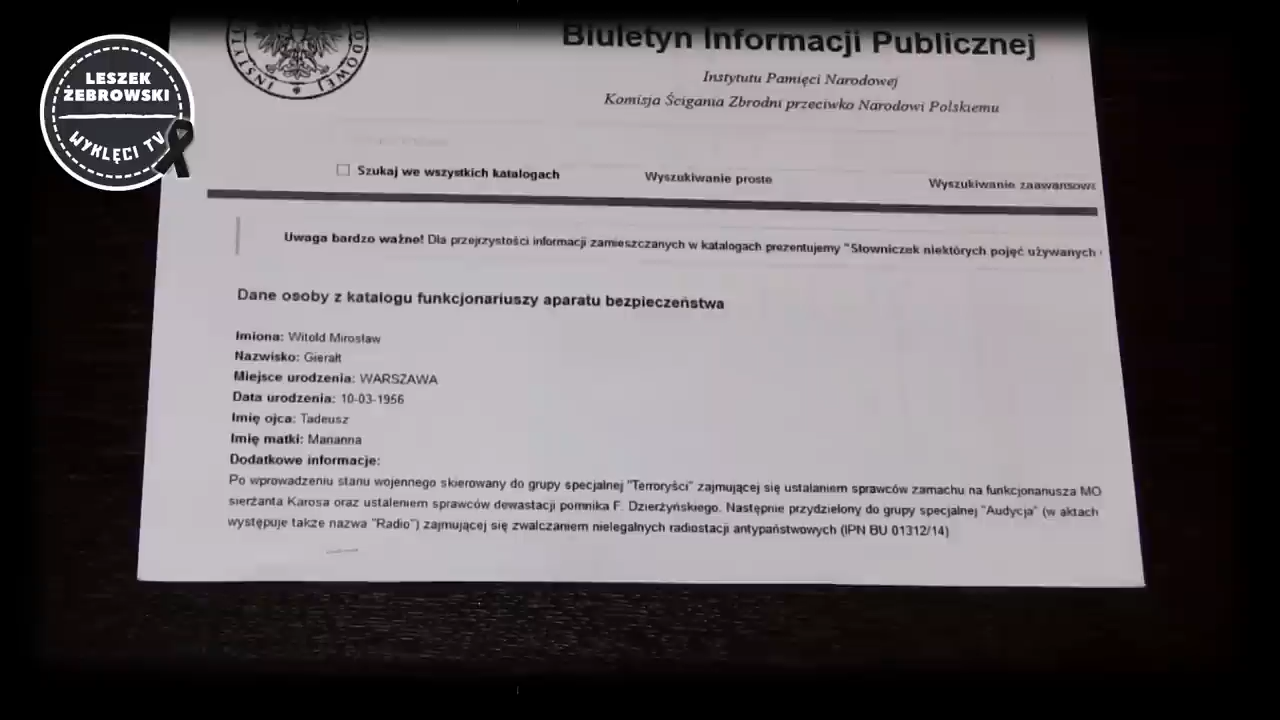 LESZEK
ŻEBROWSKI
WYKLĘCI TV
INSTYTU ODOWEJ
Biuletyn Informacji Publicznej
Instytutu Pamięci Narodowej
Komisja Ścigania Zbrodni przeciwko Narodowi Polskiemu
Szukaj we wszystkich katalogach Wyszukiwanie proste Wyszukiwanie zaawansowa
Uwaga bardzo ważne! Dla przejrzystości informacji zamieszczanych w katalogach prezentujemy "Słowniczek niektórych pojęć używanych
Dane osoby z katalogu funkcjonariuszy aparatu bezpieczeństwa
Imiona: Witold Mirosław
Nazwisko: Gierałt
Miejsce urodzenia: WARSZAWA
Data urodzenia: 10-03-1956
Imię ojca: Tadeusz
Imię matki: Marianna
Dodatkowe informacje:
Po wprowadzeniu stanu wojennego skierowany do grupy specjalnej "Terroryści" zajmującej się ustalaniem sprawców zamachu na funkcjonariusza MO
sierżanta Karosa oraz ustaleniem sprawców dewastacji pomnika F. Dzierżyńskiego. Następnie przydzielony do grupy specjalnej "Audycja" (w aktach
występuje także nazwa "Radio") zajmującej się zwalczaniem nielegalnych radiostacji antypaństwowych (IPN BU 01312/14)